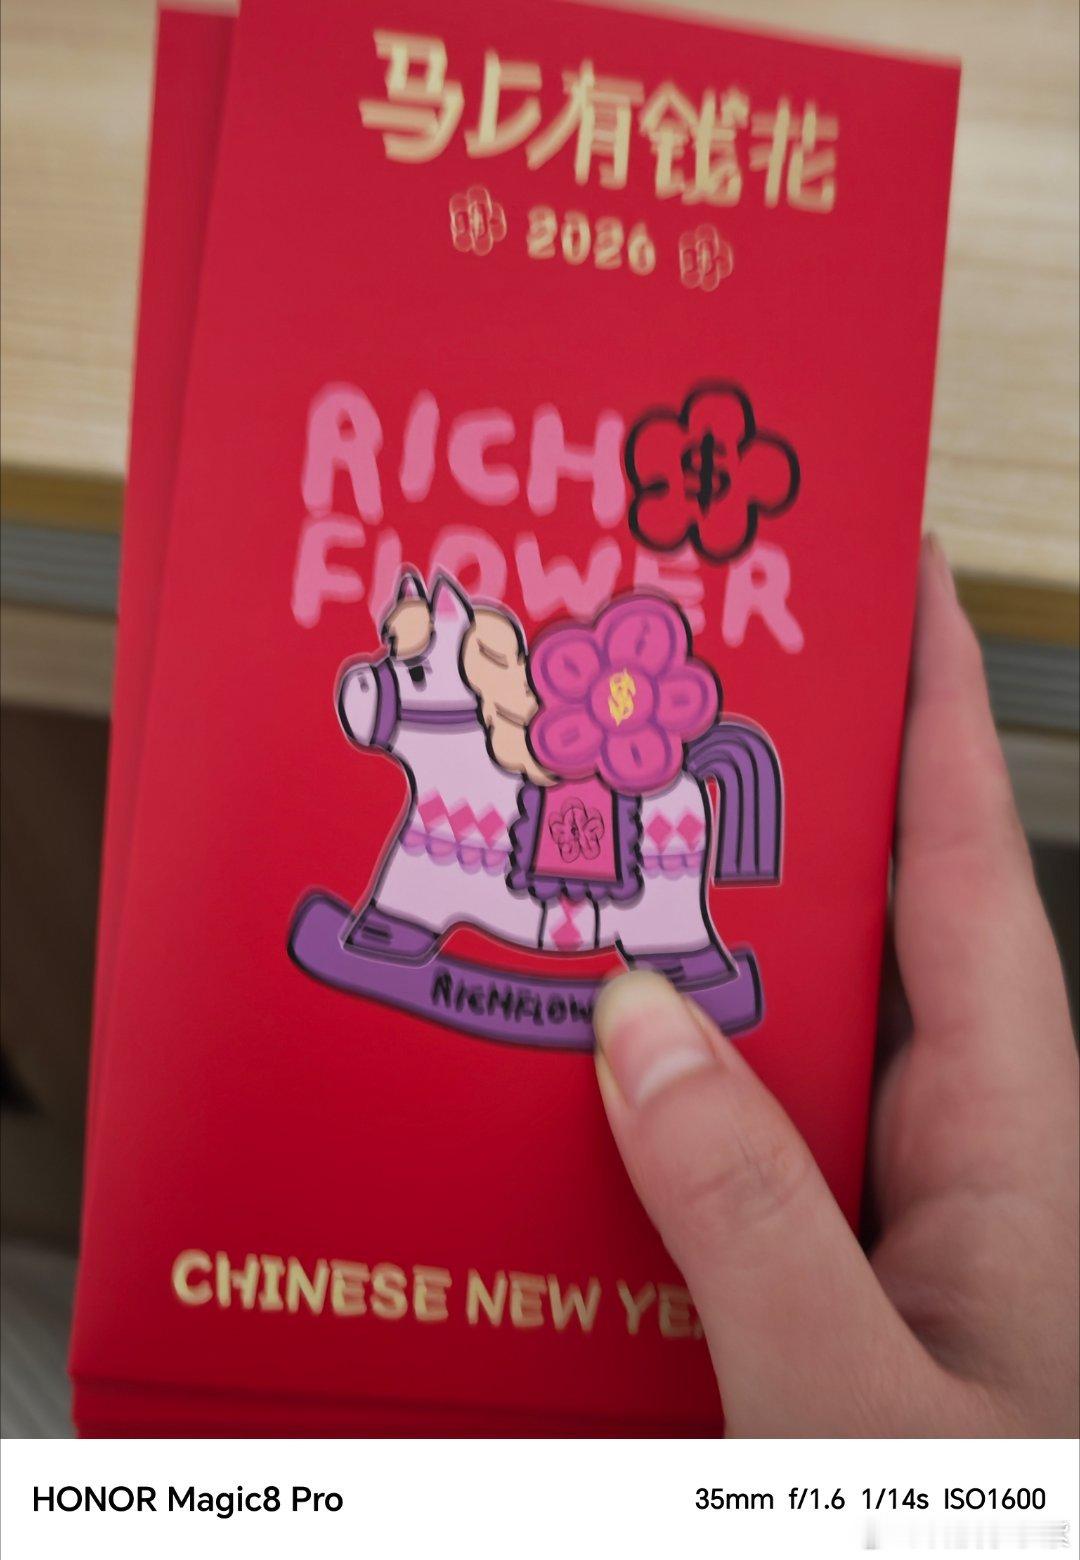 马上有钱花
2026
RICH $
FLOWER
$
RICHFLOW
CHINESE NEW YEA
HONOR Magic8 Pro
35mm f/1.6 1/14s ISO1600